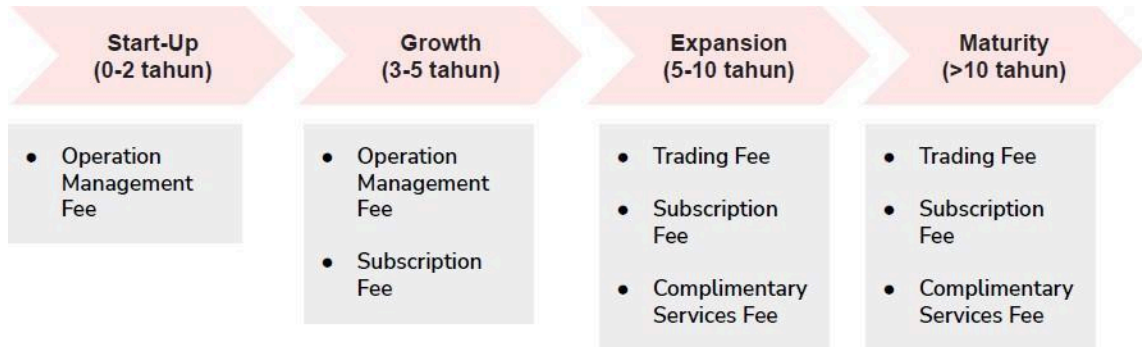 Start-Up
(0-2 tahun)
Growth
(3-5 tahun)
Expansion
(5-10 tahun)
Maturity
(>10 tahun)
● Operation
Management
Fee
● Operation
Management
Fee
● Subscription
Fee
● Trading Fee
● Subscription
Fee
● Complimentary
Services Fee
● Trading Fee
● Subscription
Fee
● Complimentary
Services Fee